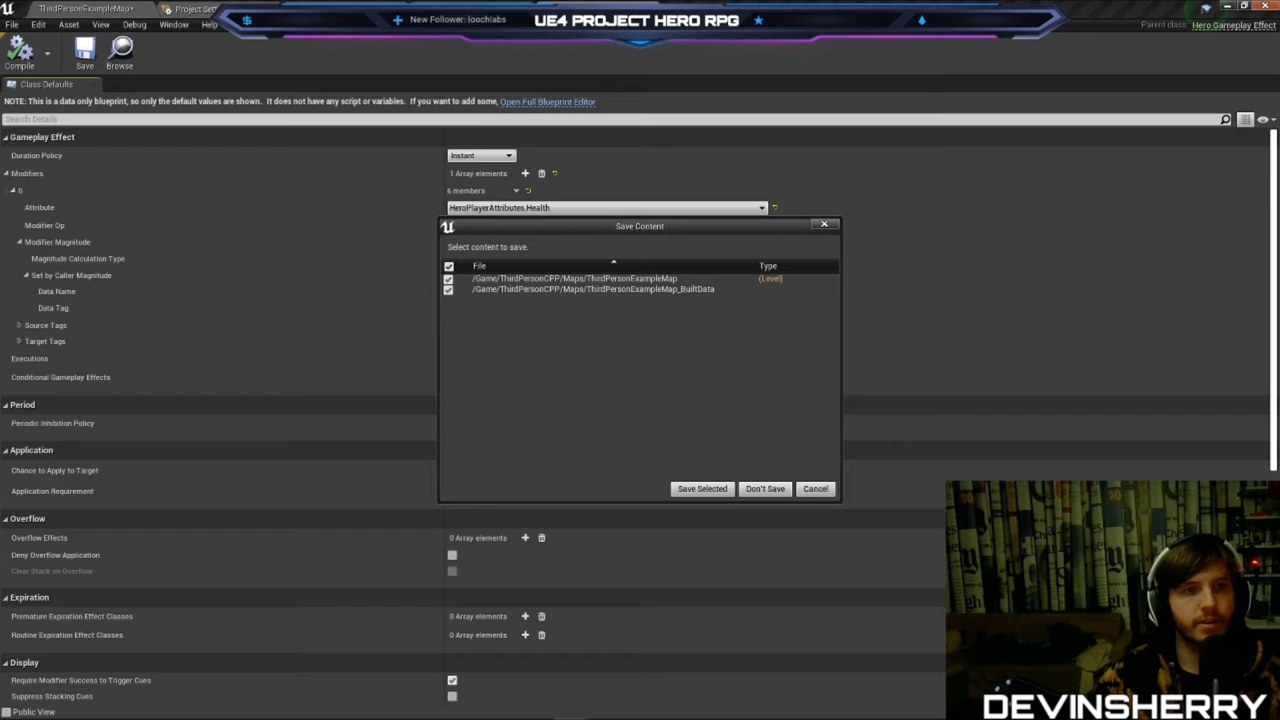 ThirdPersonExampleMap*
Project Set
New Follower: loochlabs
UE4 PROJECT HERO RPG
File
Edit
Asset
View
Debug
Window
Help
Parent class: Hero Gameplay Effect
Compile
Save
Browse
Class Defaults
NOTE: This is a data only blueprint, so only the default values are shown. It does not have any script or variables. If you want to add some, Open Full Blueprint Editor
Search Details
Gameplay Effect
Duration Policy
Instant
Modifiers
1 Array elements
0
6 members
Attribute
HeroPlayerAttributes.Health
Modifier Op
Modifier Magnitude
Magnitude Calculation Type
Set by Caller Magnitude
Data Name
Data Tag
Source Tags
Target Tags
Executions
Conditional Gameplay Effects
Save Content
Select content to save.
File
Type
/Game/ThirdPersonCPP/Maps/ThirdPersonExampleMap
(Level)
/Game/ThirdPersonCPP/Maps/ThirdPersonExampleMap_BuiltData
Save Selected
Don't Save
Cancel
Period
Periodic Inhibition Policy
Application
Chance to Apply to Target
Application Requirement
Overflow
Overflow Effects
0 Array elements
Deny Overflow Application
Clear Stack on Overflow
Expiration
Premature Expiration Effect Classes
0 Array elements
Routine Expiration Effect Classes
0 Array elements
Display
Require Modifier Success to Trigger Cues
Suppress Stacking Cues
Public View
DEVINSHERRY